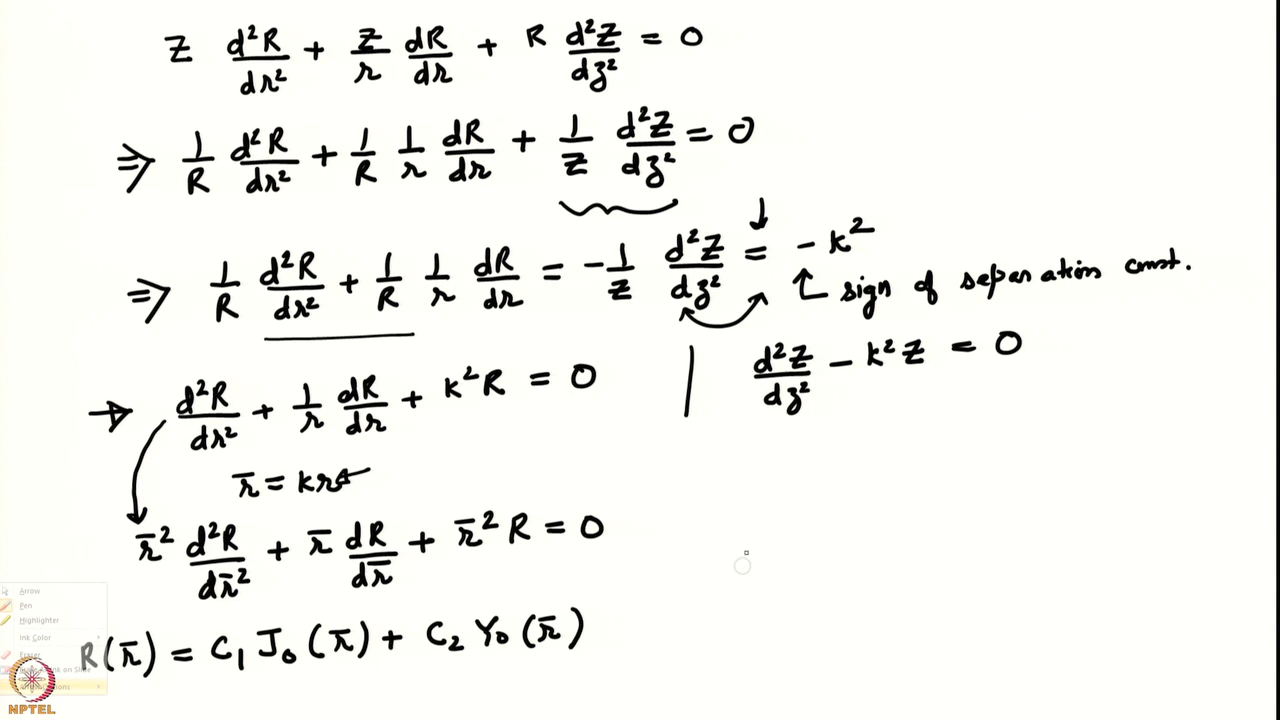 Z d²R/dr² + Z/r dR/dr + R d²Z/dz² = 0
⇒ 1/R d²R/dr² + 1/R 1/r dR/dr + 1/Z d²Z/dz² = 0
⇒ 1/R d²R/dr² + 1/R 1/r dR/dr = -1/Z d²Z/dz² = -k²
sign of separation const.
→ d²R/dr² + 1/r dR/dr + k²R = 0 | d²Z/dz² - k²Z = 0
r̄ = kr
r̄² d²R/dr̄² + r̄ dR/dr̄ + r̄²R = 0
R(r̄) = C₁ J₀(r̄) + C₂ Y₀(r̄)
Arrow
Pen
Highlighter
Ink Color
Eraser
NPTEL